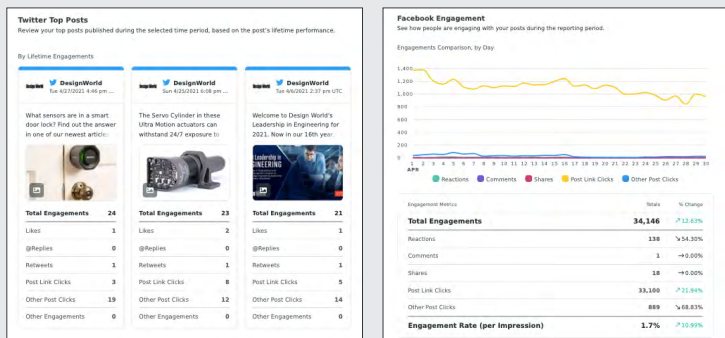 Twitter Top Posts
Review your top posts published during the selected time period, based on the post's lifetime performance.
By Lifetime Engagements
DesignWorld
Tue 4/27/2021 4:46 pm ...
What sensors are in a smart
door lock? Find out the answer
in one of our newest articles
Total Engagements 24
Likes 1
@Replies 0
Retweets 1
Post Link Clicks 3
Other Post Clicks 19
Other Engagements 0
DesignWorld
Sun 4/25/2021 6:08 pm ...
The Servo Cylinder in these
Ultra Motion actuators can
withstand 24/7 exposure to
Total Engagements 23
Likes 2
@Replies 0
Retweets 1
Post Link Clicks 8
Other Post Clicks 12
Other Engagements 0
DesignWorld
Tue 4/6/2021 2:37 pm UTC
Welcome to Design World's
Leadership in Engineering for
2021. Now in our 16th year
Leadership in
ENGINEERING
Total Engagements 21
Likes 1
@Replies 0
Retweets 1
Post Link Clicks 5
Other Post Clicks 14
Other Engagements 0
Facebook Engagement
See how people are engaging with your posts during the reporting period.
Engagements Comparison, by Day
1,400
1,200
1,000
800
600
400
200
0
1 2 3 4 5 6 7 8 9 10 11 12 13 14 15 16 17 18 19 20 21 22 23 24 25 26 27 28 29 30
APR
Reactions Comments Shares Post Link Clicks Other Post Clicks
Engagement Metrics Totals % Change
Total Engagements 34,146 ↗12.63%
Reactions 138 ↘54.30%
Comments 1 →0.00%
Shares 18 →0.00%
Post Link Clicks 33,100 ↗21.94%
Other Post Clicks 889 ↘68.83%
Engagement Rate (per Impression) 1.7% ↗10.93%